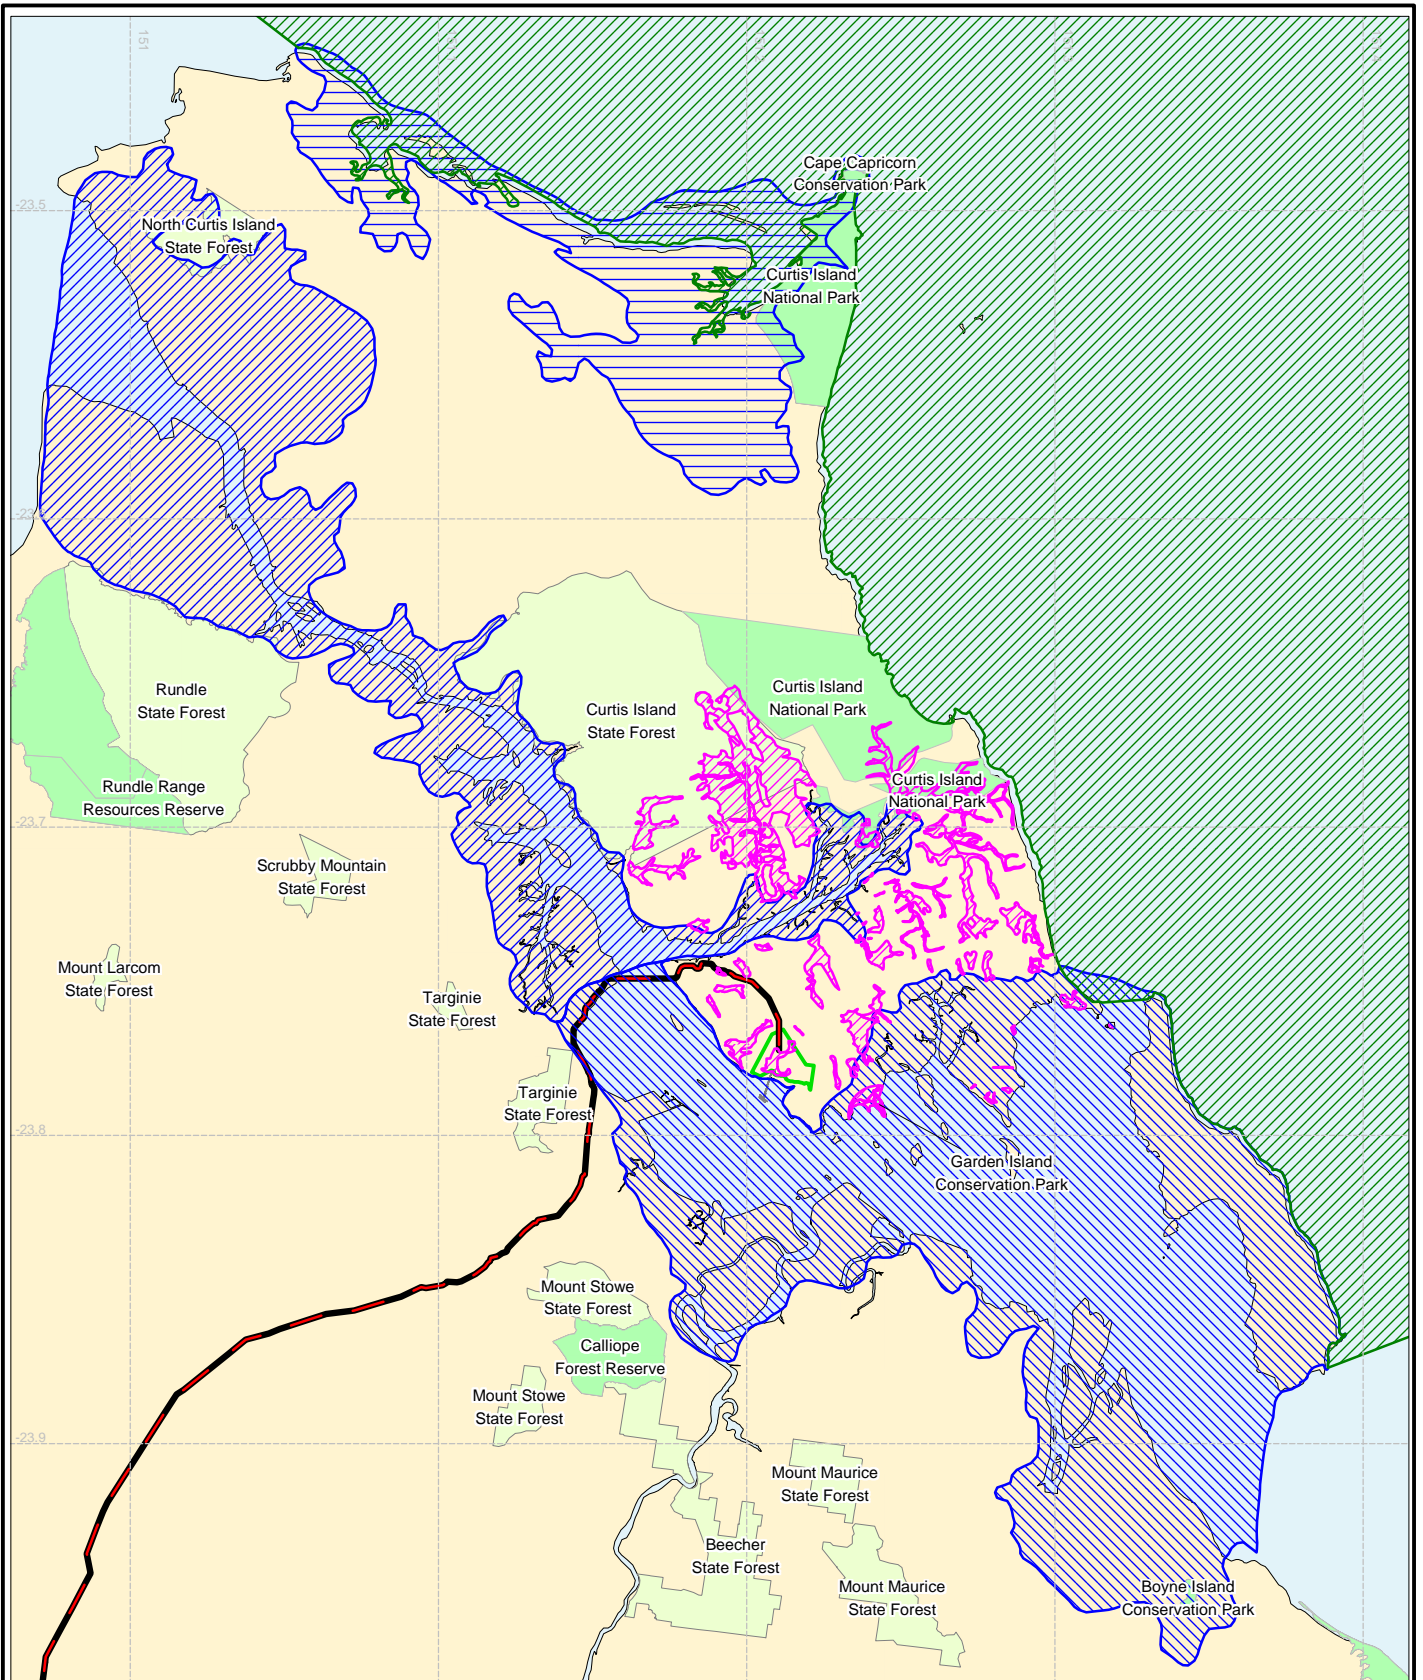 151
Cape Capricorn
Conservation Park
-23.5
North Curtis Island
State Forest
Curtis Island
National Park
Rundle
State Forest
Curtis Island
State Forest
Curtis Island
National Park
Rundle Range
Resources Reserve
Curtis Island
National Park
-23.7
Scrubby Mountain
State Forest
Mount Larcom
State Forest
Targinie
State Forest
Targinie
State Forest
-23.8
Garden Island
Conservation Park
Mount Stowe
State Forest
Calliope
Forest Reserve
Mount Stowe
State Forest
-23.9
Mount Maurice
State Forest
Beecher
State Forest
Mount Maurice
State Forest
Boyne Island
Conservation Park